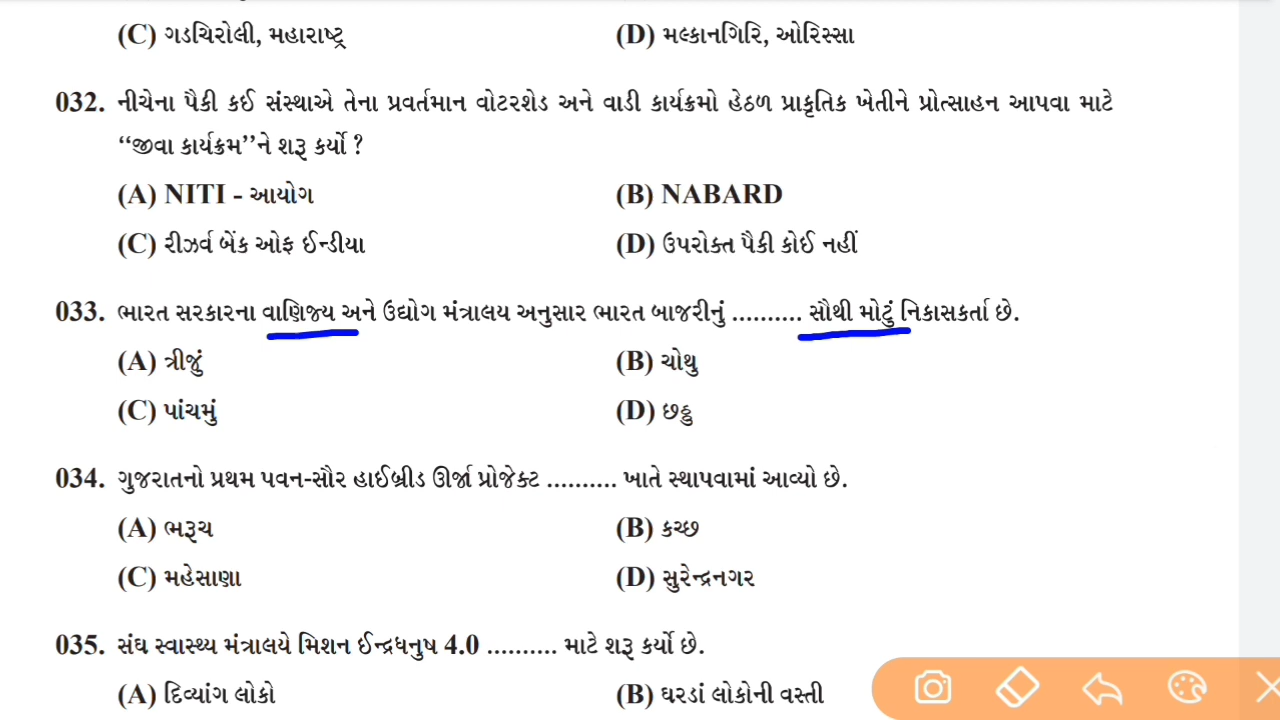 (C) ગડચિરોલી, મહારાષ્ટ્ર (D) મલ્કાનગિરિ, ઓરિસ્સા
032. નીચેના પૈકી કઈ સંસ્થાએ તેના પ્રવર્તમાન વોટરશેડ અને વાડી કાર્યક્રમો હેઠળ પ્રાકૃતિક ખેતીને પ્રોત્સાહન આપવા માટે
“જીવા કાર્યક્રમ”ને શરૂ કર્યો ?
(A) NITI - આયોગ (B) NABARD
(C) રીઝર્વ બેંક ઓફ ઈન્ડીયા (D) ઉપરોક્ત પૈકી કોઈ નહીં
033. ભારત સરકારના વાણિજ્ય અને ઉદ્યોગ મંત્રાલય અનુસાર ભારત બાજરીનું .......... સૌથી મોટું નિકાસકર્તા છે.
(A) ત્રીજું (B) ચોથુ
(C) પાંચમું (D) છઠ્ઠુ
034. ગુજરાતનો પ્રથમ પવન-સૌર હાઈબ્રીડ ઊર્જા પ્રોજેક્ટ .......... ખાતે સ્થાપવામાં આવ્યો છે.
(A) ભરૂચ (B) કચ્છ
(C) મહેસાણા (D) સુરેન્દ્રનગર
035. સંઘ સ્વાસ્થ્ય મંત્રાલયે મિશન ઈન્દ્રધનુષ 4.0 .......... માટે શરૂ કર્યો છે.
(A) દિવ્યાંગ લોકો (B) ઘરડાં લોકોની વસ્તી